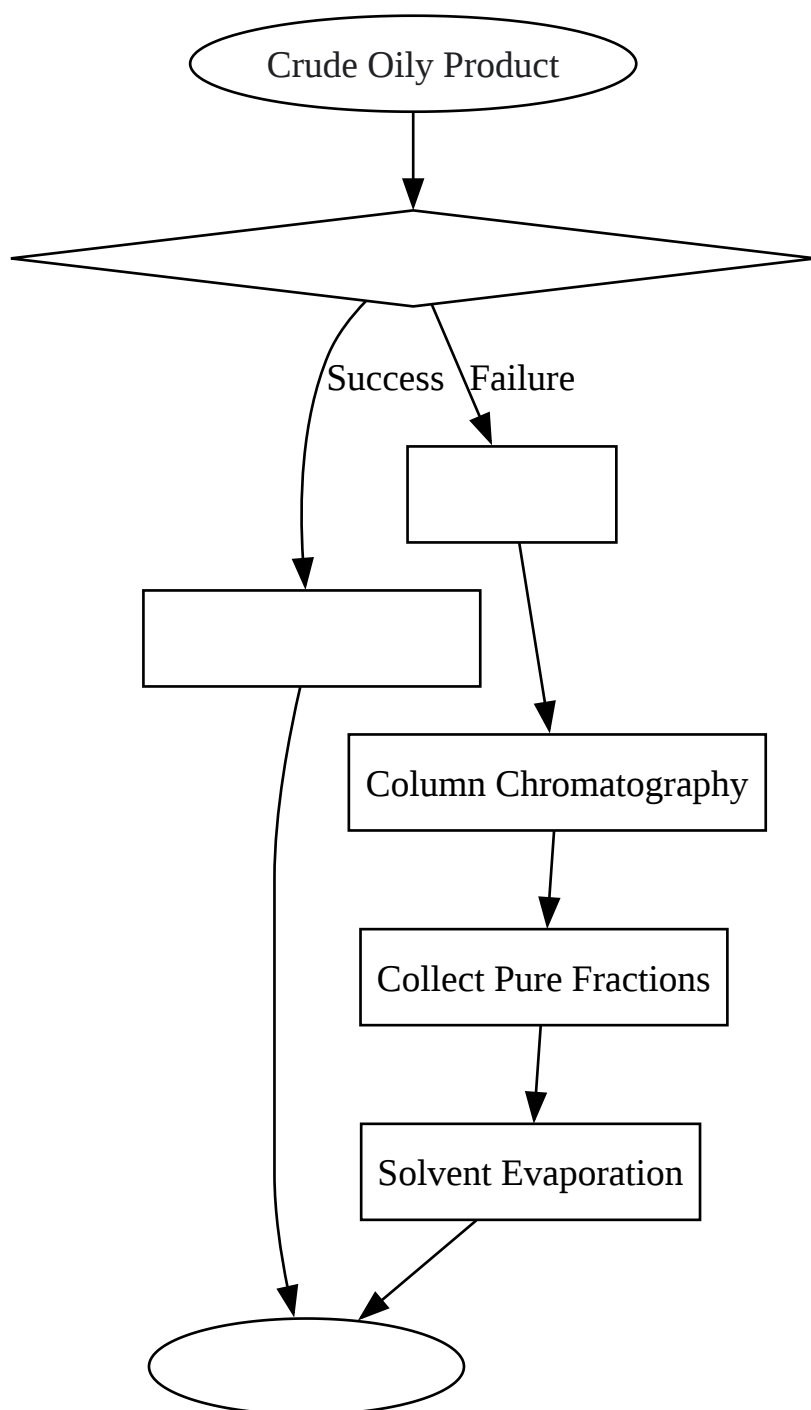 Crude Oily Product
Success
Failure
Column Chromatography
Collect Pure Fractions
Solvent Evaporation